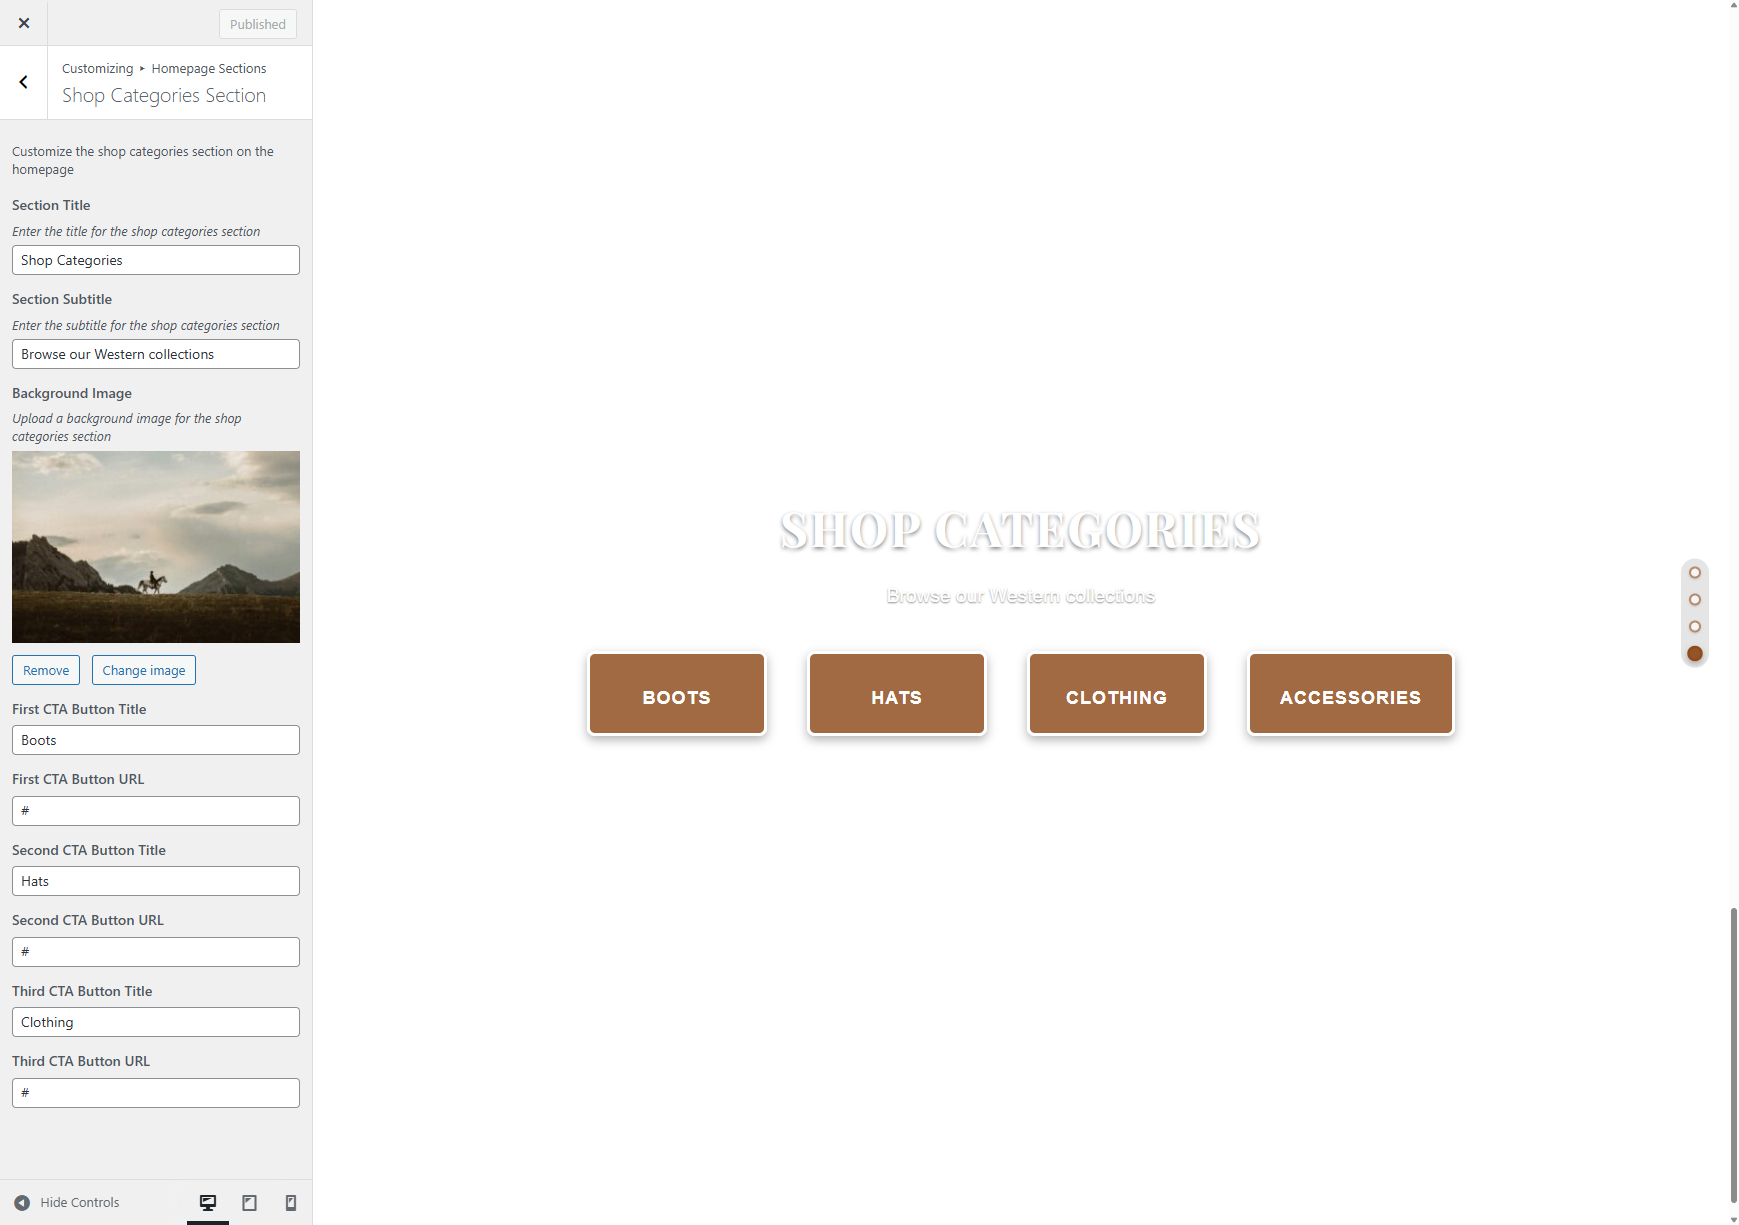 Published
Customizing ▸ Homepage Sections
Shop Categories Section
Customize the shop categories section on the
homepage
Section Title
Enter the title for the shop categories section
Shop Categories
Section Subtitle
Enter the subtitle for the shop categories section
Browse our Western collections
Background Image
Upload a background image for the shop
categories section
Remove
Change image
First CTA Button Title
Boots
First CTA Button URL
#
Second CTA Button Title
Hats
Second CTA Button URL
#
Third CTA Button Title
Clothing
Third CTA Button URL
#
Hide Controls
SHOP CATEGORIES
Browse our Western collections
BOOTS
HATS
CLOTHING
ACCESSORIES